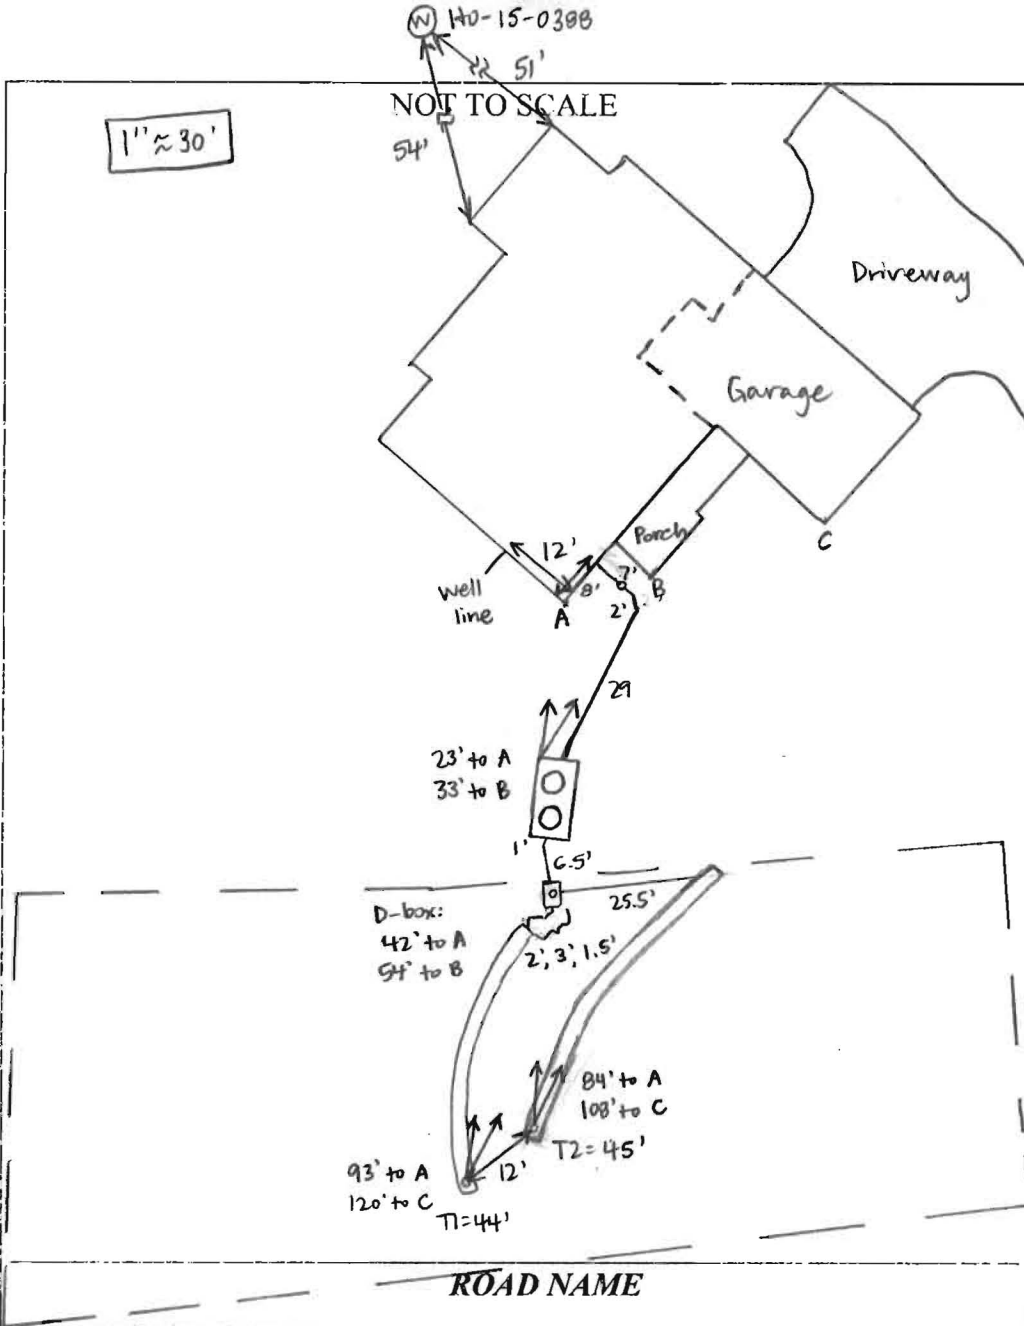 W HO-15-0388
51'
NOT TO SCALE
1" ≈ 30'
54'
Driveway
Garage
Porch
C
12'
7'
B
8'
well
line
A
2'
29
23' to A
33' to B
1'
6.5'
25.5'
D-box:
42' to A
54' to B
2', 3', 1.5'
84' to A
108' to C
T2=45'
93' to A
120' to C
12'
T1=44'
ROAD NAME